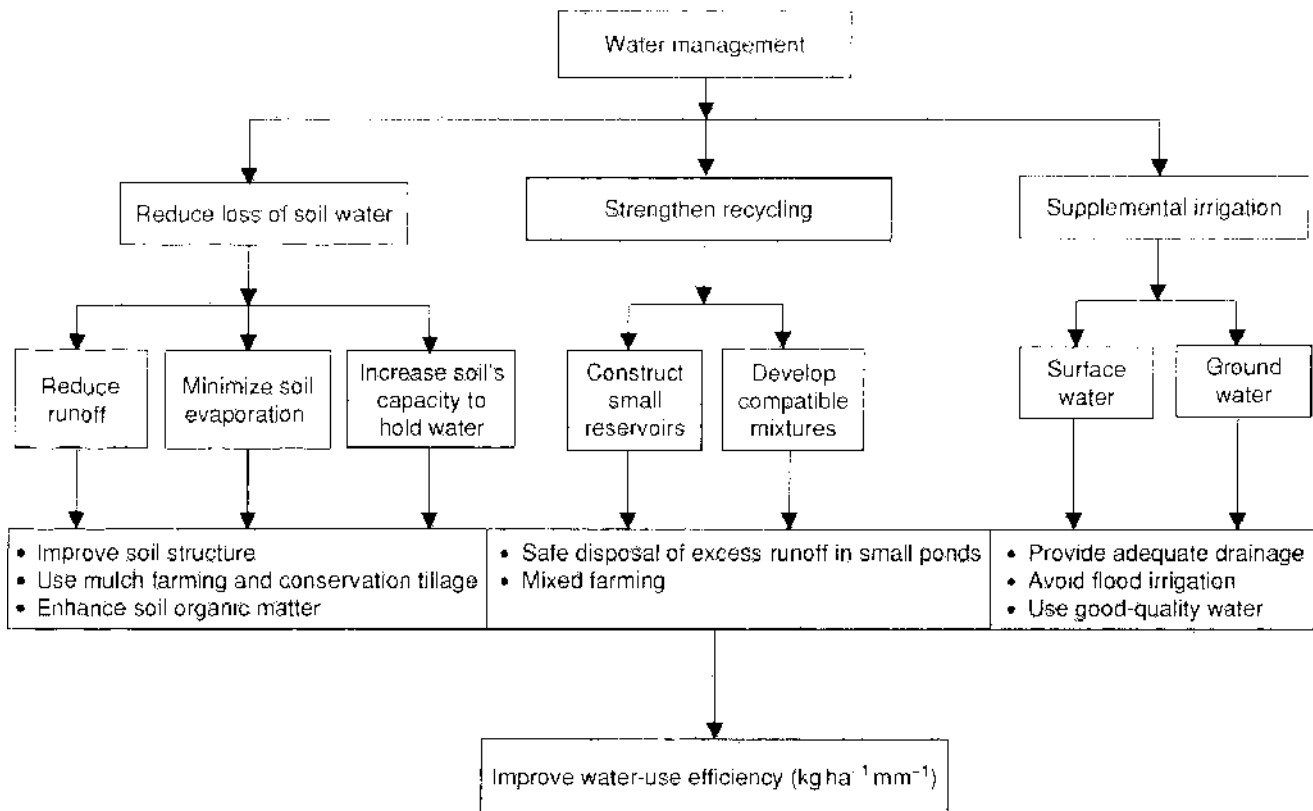 Water management
Reduce loss of soil water
Strengthen recycling
Supplemental irrigation
Reduce
runoff
Minimize soil
evaporation
Increase soil's
capacity to
hold water
Construct
small
reservoirs
Develop
compatible
mixtures
Surface
water
Ground
water
• Improve soil structure
• Use mulch farming and conservation tillage
• Enhance soil organic matter
• Safe disposal of excess runoff in small ponds
• Mixed farming
• Provide adequate drainage
• Avoid flood irrigation
• Use good-quality water
Improve water-use efficiency (kg ha⁻¹ mm⁻¹)